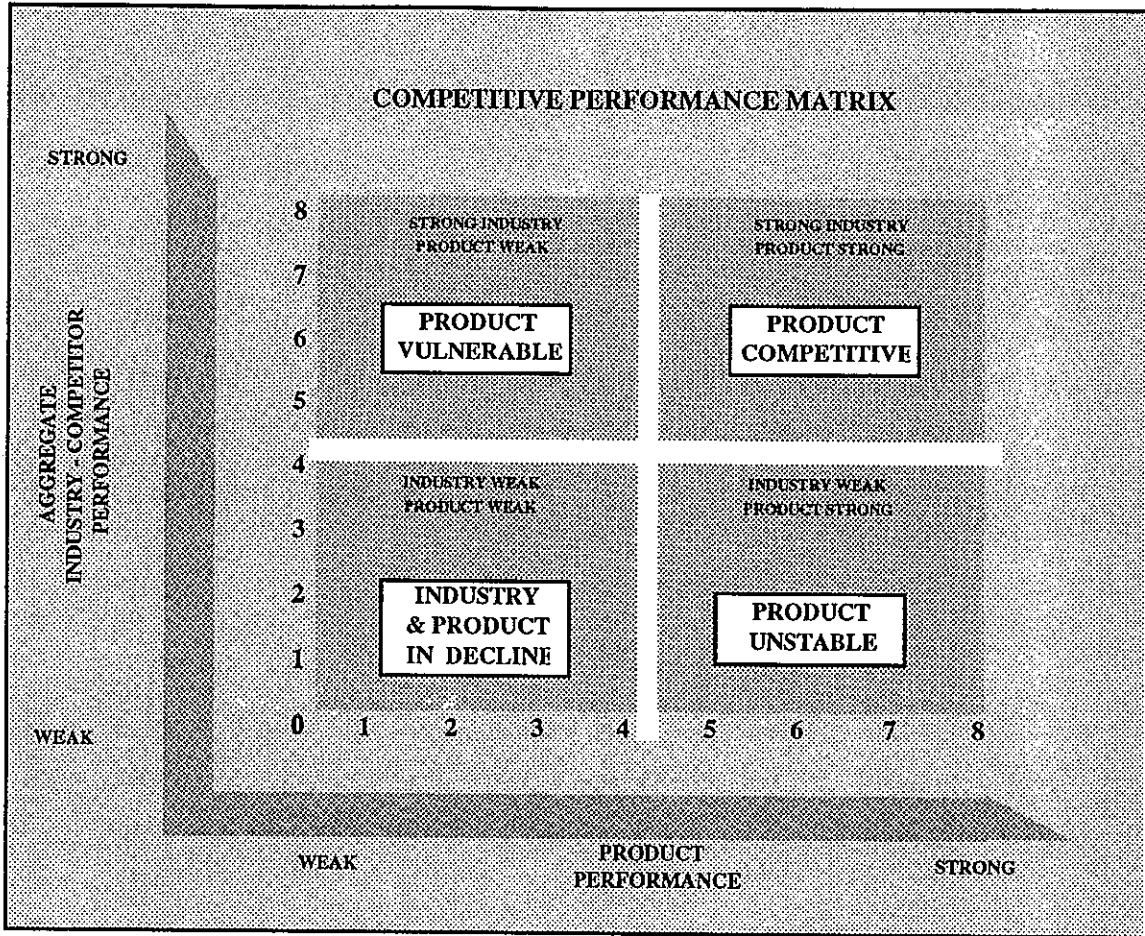 COMPETITIVE PERFORMANCE MATRIX
STRONG
AGGREGATE
INDUSTRY - COMPETITOR
PERFORMANCE
WEAK
8
7
6
5
4
3
2
1
0
STRONG INDUSTRY
PRODUCT WEAK
PRODUCT
VULNERABLE
STRONG INDUSTRY
PRODUCT STRONG
PRODUCT
COMPETITIVE
INDUSTRY WEAK
PRODUCT WEAK
INDUSTRY
& PRODUCT
IN DECLINE
INDUSTRY WEAK
PRODUCT STRONG
PRODUCT
UNSTABLE
1 2 3 4 5 6 7 8
WEAK
PRODUCT
PERFORMANCE
STRONG